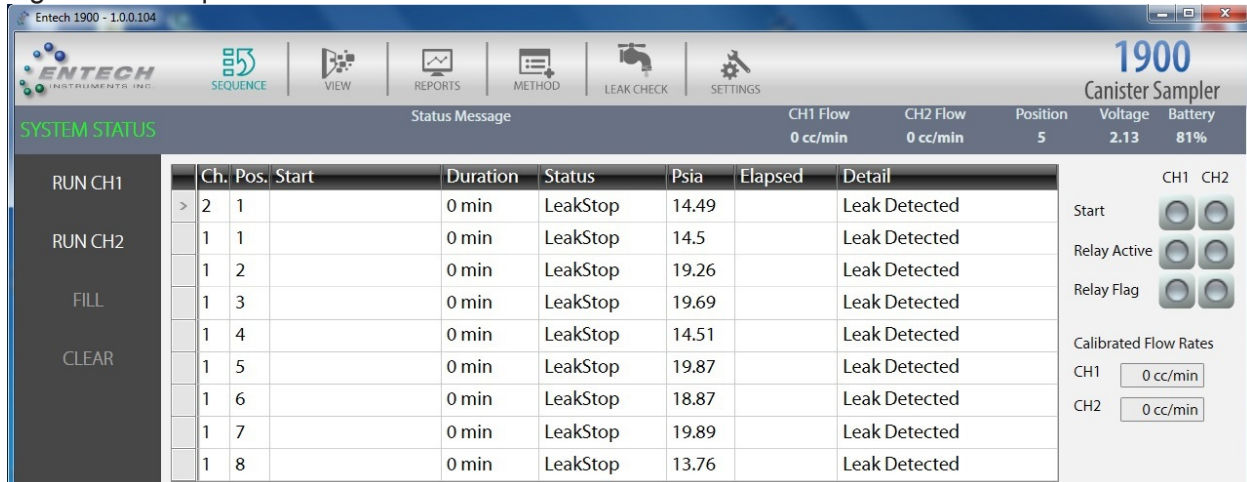 Entech 1900 - 1.0.0.104
ENTECH
INSTRUMENTS INC.
SEQUENCE VIEW REPORTS METHOD LEAK CHECK SETTINGS
1900
Canister Sampler
SYSTEM STATUS
Status Message
CH1 Flow CH2 Flow Position Voltage Battery
0 cc/min 0 cc/min 5 2.13 81%
RUN CH1
RUN CH2
FILL
CLEAR
Ch. Pos. Start Duration Status Psia Elapsed Detail
> 2 1 0 min LeakStop 14.49 Leak Detected
1 1 0 min LeakStop 14.5 Leak Detected
1 2 0 min LeakStop 19.26 Leak Detected
1 3 0 min LeakStop 19.69 Leak Detected
1 4 0 min LeakStop 14.51 Leak Detected
1 5 0 min LeakStop 19.87 Leak Detected
1 6 0 min LeakStop 18.87 Leak Detected
1 7 0 min LeakStop 19.89 Leak Detected
1 8 0 min LeakStop 13.76 Leak Detected
CH1 CH2
Start
Relay Active
Relay Flag
Calibrated Flow Rates
CH1 0 cc/min
CH2 0 cc/min